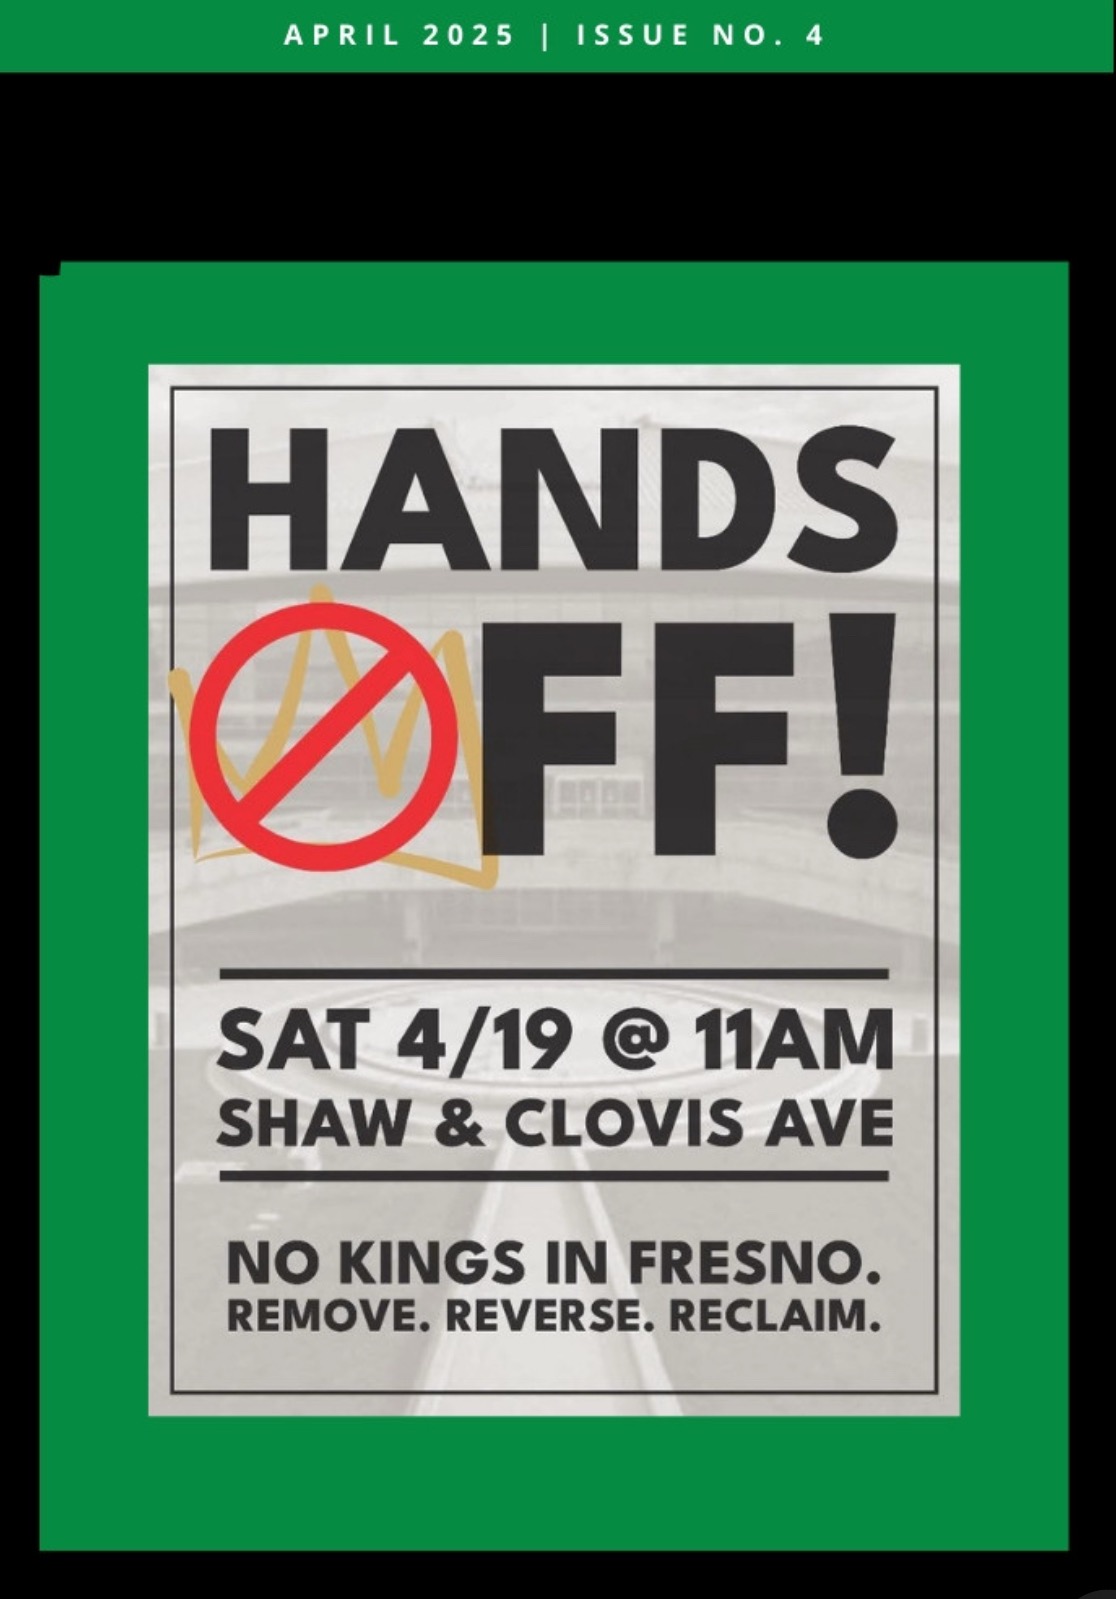 APRIL 2025 | ISSUE NO. 4
HANDS
OFF!
SAT 4/19 @ 11AM
SHAW & CLOVIS AVE
NO KINGS IN FRESNO.
REMOVE. REVERSE. RECLAIM.